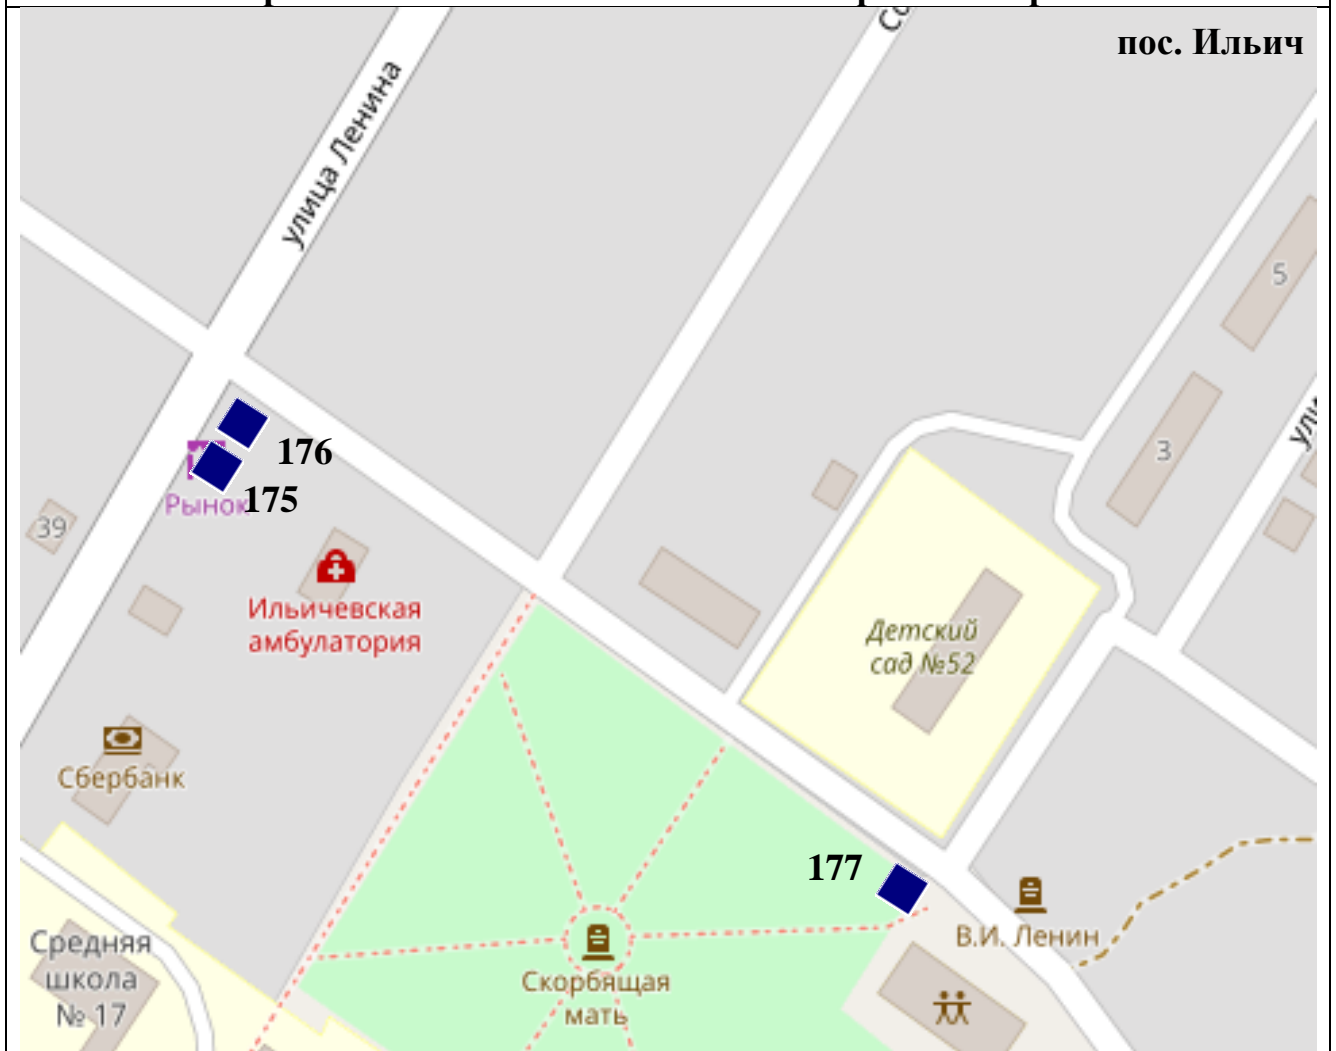 пос. Ильич
улица Ленина
5
3
176
175
Рынок
39
Ильичевская
амбулатория
Детский
сад №52
Сбербанк
177
В.И. Ленин
Средняя
школа
№ 17
Скорбящая
мать